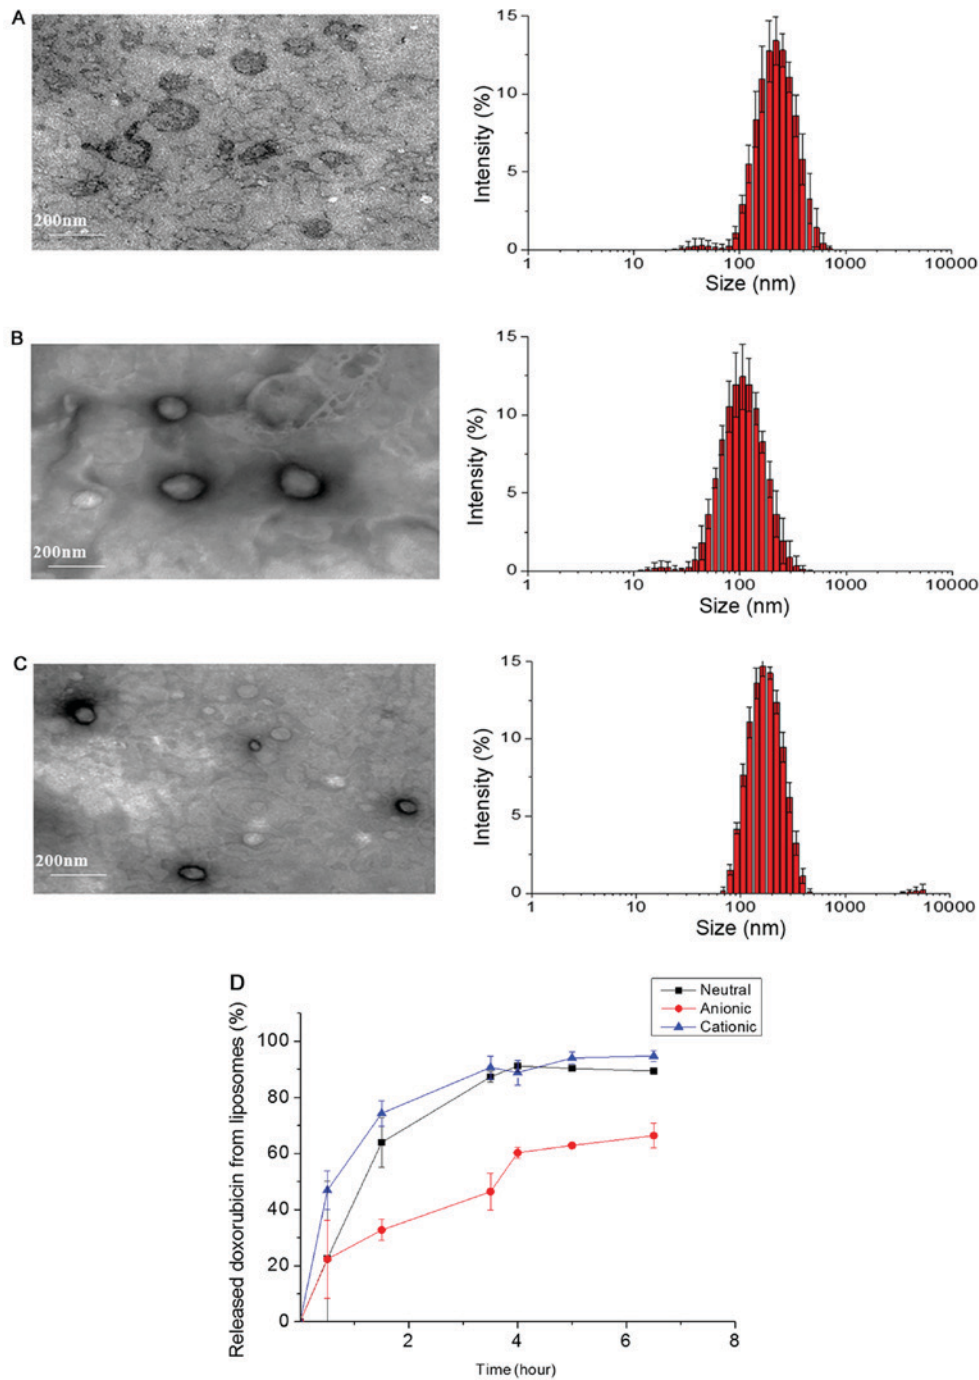 A
200nm
Intensity (%)
15
10
5
0
1
10
100
1000
10000
Size (nm)
B
200nm
Intensity (%)
15
10
5
0
1
10
100
1000
10000
Size (nm)
C
200nm
Intensity (%)
15
10
5
0
1
10
100
1000
10000
Size (nm)
D
Neutral
Anionic
Cationic
Released doxorubicin from liposomes (%)
100
80
60
40
20
0
2
4
6
8
Time (hour)